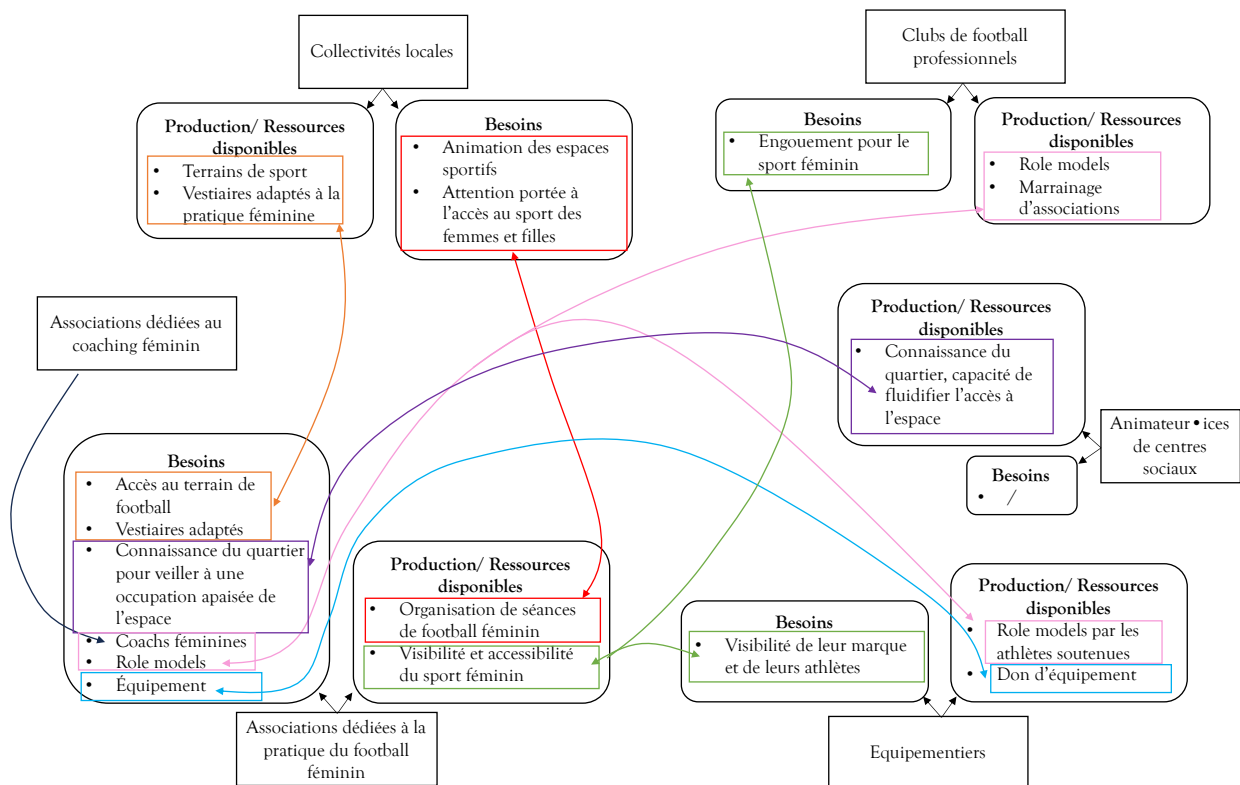 Collectivités locales
Clubs de football
professionnels
Production/ Ressources
disponibles
• Terrains de sport
• Vestiaires adaptés à la
pratique féminine
Besoins
• Animation des espaces
sportifs
• Attention portée à
l’accès au sport des
femmes et filles
Besoins
• Engouement pour le
sport féminin
Production/ Ressources
disponibles
• Role models
• Marrainage
d’associations
Associations dédiées au
coaching féminin
Production/ Ressources
disponibles
• Connaissance du
quartier, capacité de
fluidifier l’accès à
l’espace
Animateur•ices
de centres
sociaux
Besoins
• /
Besoins
• Accès au terrain de
football
• Vestiaires adaptés
• Connaissance du quartier
pour veiller à une
occupation apaisée de
l’espace
• Coachs féminines
• Role models
• Équipement
Production/ Ressources
disponibles
• Organisation de séances
de football féminin
• Visibilité et accessibilité
du sport féminin
Besoins
• Visibilité de leur marque
et de leurs athlètes
Production/ Ressources
disponibles
• Role models par les
athlètes soutenues
• Don d’équipement
Associations dédiées à la
pratique du football
féminin
Equipementiers